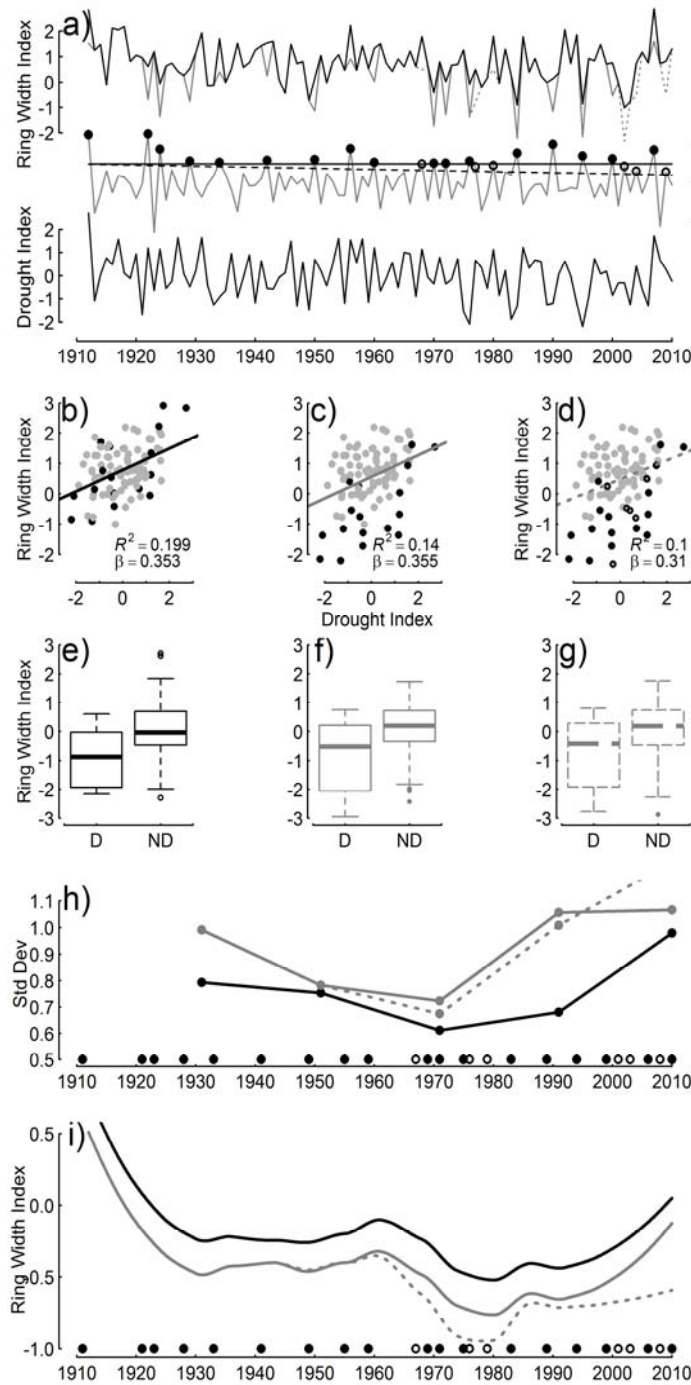 a)
Ring Width Index
2
1
0
-1
-2
Drought Index
2
1
0
-1
-2
1910 1920 1930 1940 1950 1960 1970 1980 1990 2000 2010
b)
Ring Width Index
3
2
1
0
-1
-2
R² = 0.199
β = 0.353
-2 0 2
c)
3
2
1
0
-1
-2
R² = 0.14
β = 0.355
-2 0 2
d)
Ring Width Index
3
2
1
0
-1
-2
R² = 0.1
β = 0.31
-2 0 2
Drought Index
e)
Ring Width Index
3
2
1
0
-1
-2
-3
D ND
f)
3
2
1
0
-1
-2
-3
D ND
g)
3
2
1
0
-1
-2
-3
D ND
h)
Std Dev
1.1
1.0
0.9
0.8
0.7
0.6
0.5
1910 1920 1930 1940 1950 1960 1970 1980 1990 2000 2010
i)
Ring Width Index
0.5
0.0
-0.5
-1.0
1910 1920 1930 1940 1950 1960 1970 1980 1990 2000 2010